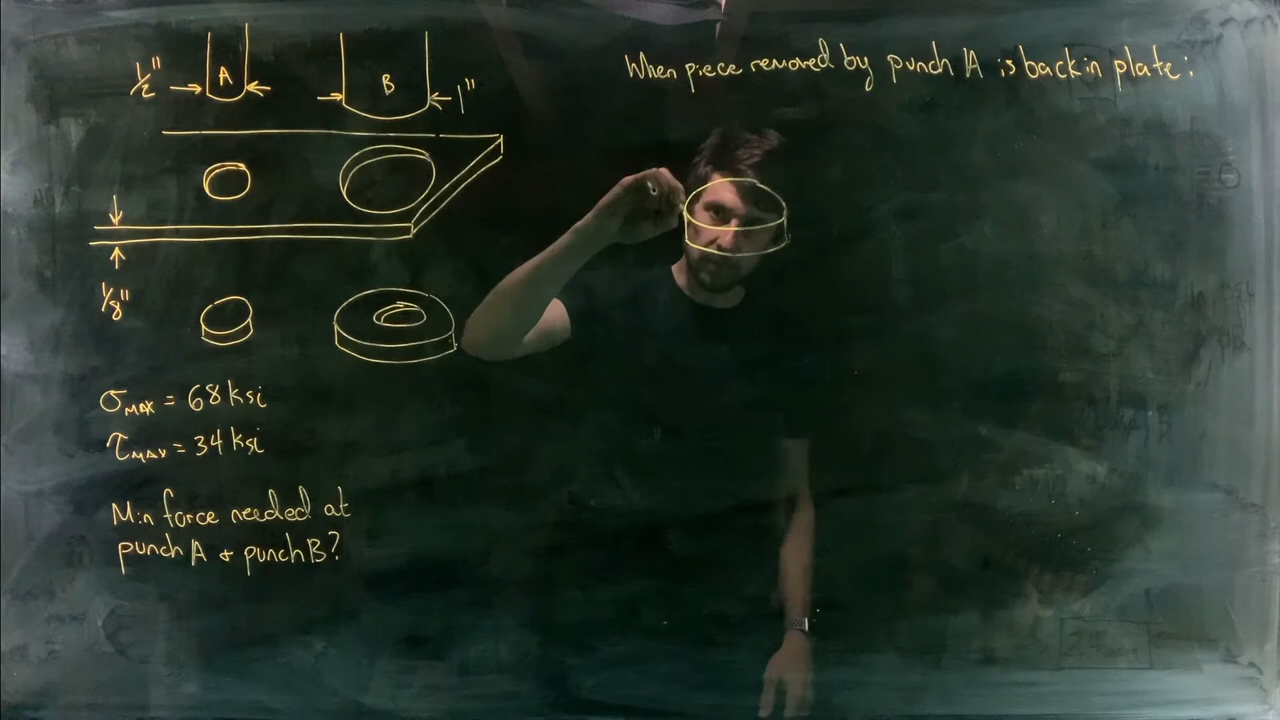 1/2" A B 1"
When piece removed by punch A is back in plate:
1/8"
σMAX = 68 ksi
τMAX = 34 ksi
Min force needed at
punch A & punch B?